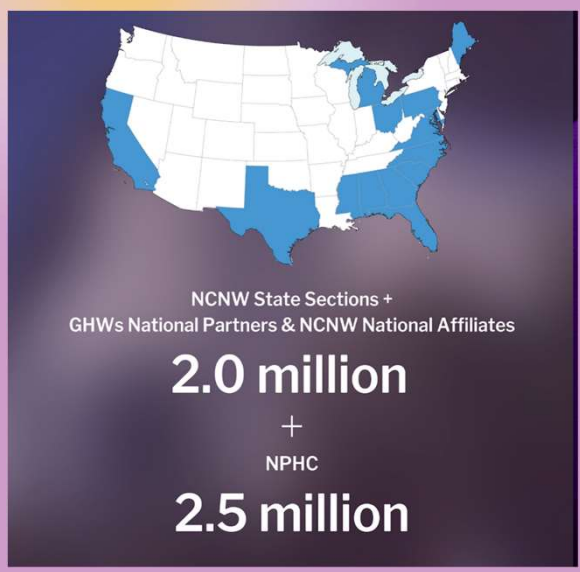 NCNW State Sections +
GHWs National Partners & NCNW National Affiliates
2.0 million
+
NPHC
2.5 million